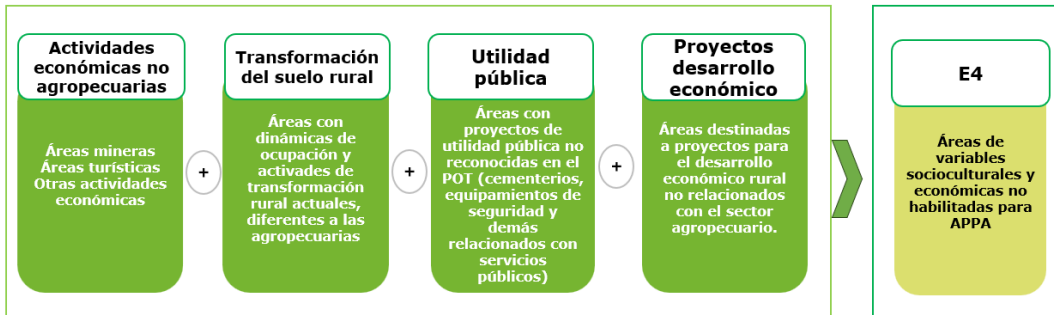 Actividades
económicas no
agropecuarias
Áreas mineras
Áreas turísticas
Otras actividades
económicas
+
Transformación
del suelo rural
Áreas con
dinámicas de
ocupación y
activades de
transformación
rural actuales,
diferentes a las
agropecuarias
+
Utilidad
pública
Áreas con
proyectos de
utilidad pública no
reconocidas en el
POT (cementerios,
equipamientos de
seguridad y
demás
relacionados con
servicios
públicos)
+
Proyectos
desarrollo
económico
Áreas destinadas
a proyectos para
el desarrollo
económico rural
no relacionados
con el sector
agropecuario.
E4
Áreas de
variables
socioculturales y
económicas no
habilitadas para
APPA